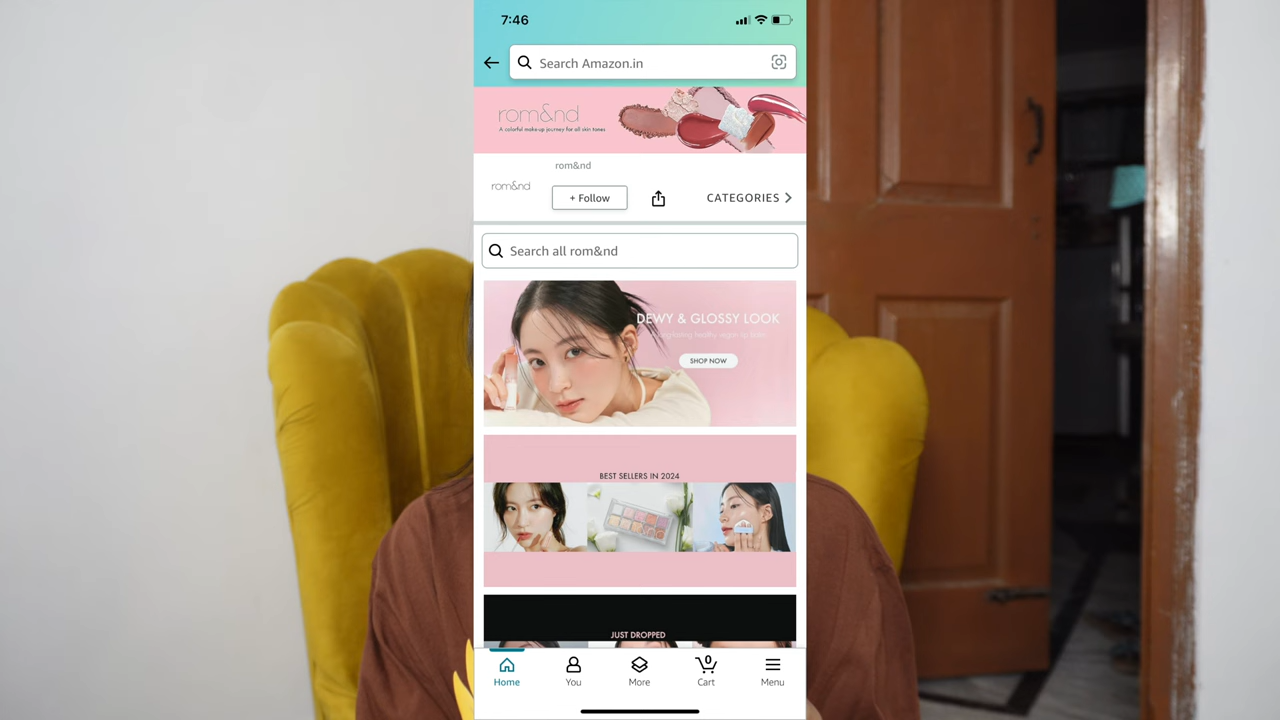 7:46
Search Amazon.in
rom&nd
A colorful make-up journey for all skin tones
rom&nd
rom&nd
+ Follow
CATEGORIES
Search all rom&nd
DEWY & GLOSSY LOOK
SHOP NOW
BEST SELLERS IN 2024
JUST DROPPED
0
Home
You
More
Cart
Menu